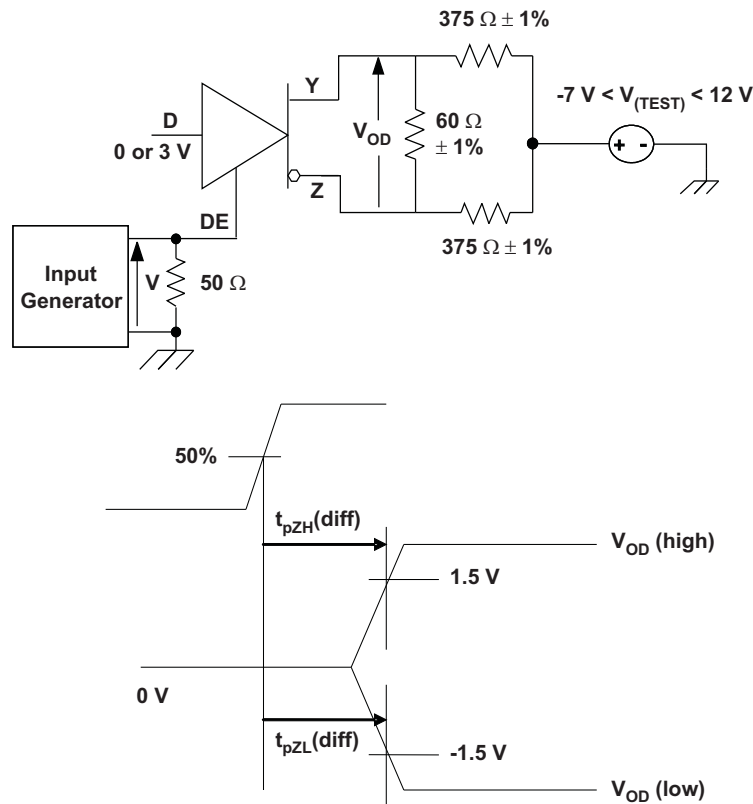 375 Ω ± 1%
Y
-7 V < V(TEST) < 12 V
D
VOD
60 Ω
± 1%
+ -
0 or 3 V
Z
DE
375 Ω ± 1%
Input
Generator
V
50 Ω
50%
tpZH(diff)
VOD (high)
1.5 V
0 V
tpZL(diff)
-1.5 V
VOD (low)